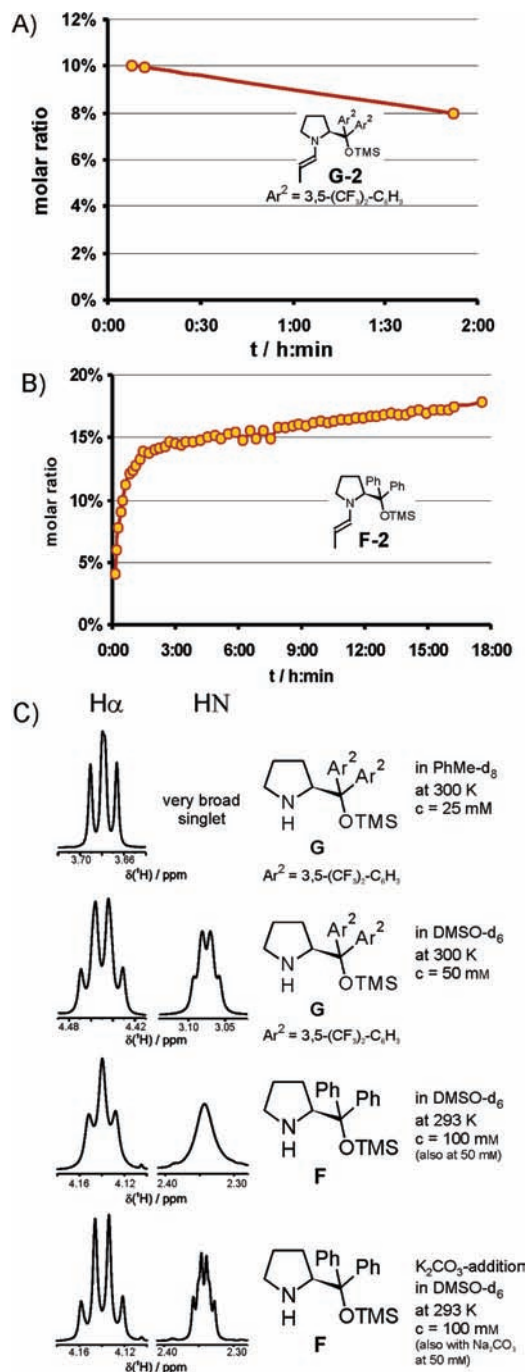 A)
12%
10%
8%
6%
4%
2%
0%
molar ratio
0:00 0:30 1:00 1:30 2:00
t / h:min
N
Ar² Ar²
OTMS
G-2
Ar² = 3,5-(CF₃)₂-C₆H₃
B)
20%
15%
10%
5%
0%
molar ratio
0:00 3:00 6:00 9:00 12:00 15:00 18:00
t / h:min
Ph Ph
N
OTMS
F-2
C)
Hα HN
3.70 3.66
δ(¹H) / ppm
very broad
singlet
Ar² Ar²
N
H
OTMS
G
Ar² = 3,5-(CF₃)₂-C₆H₃
in PhMe-d₈
at 300 K
c = 25 mM
4.48 4.42
3.10 3.05
δ(¹H) / ppm
Ar² Ar²
N
H
OTMS
G
Ar² = 3,5-(CF₃)₂-C₆H₃
in DMSO-d₆
at 300 K
c = 50 mM
4.16 4.12
2.40 2.30
δ(¹H) / ppm
Ph Ph
N
H
OTMS
F
in DMSO-d₆
at 293 K
c = 100 mM
(also at 50 mM)
4.16 4.12
2.40 2.30
δ(¹H) / ppm
Ph Ph
N
H
OTMS
F
K₂CO₃-addition
in DMSO-d₆
at 293 K
c = 100 mM
(also with Na₂CO₃
at 50 mM)